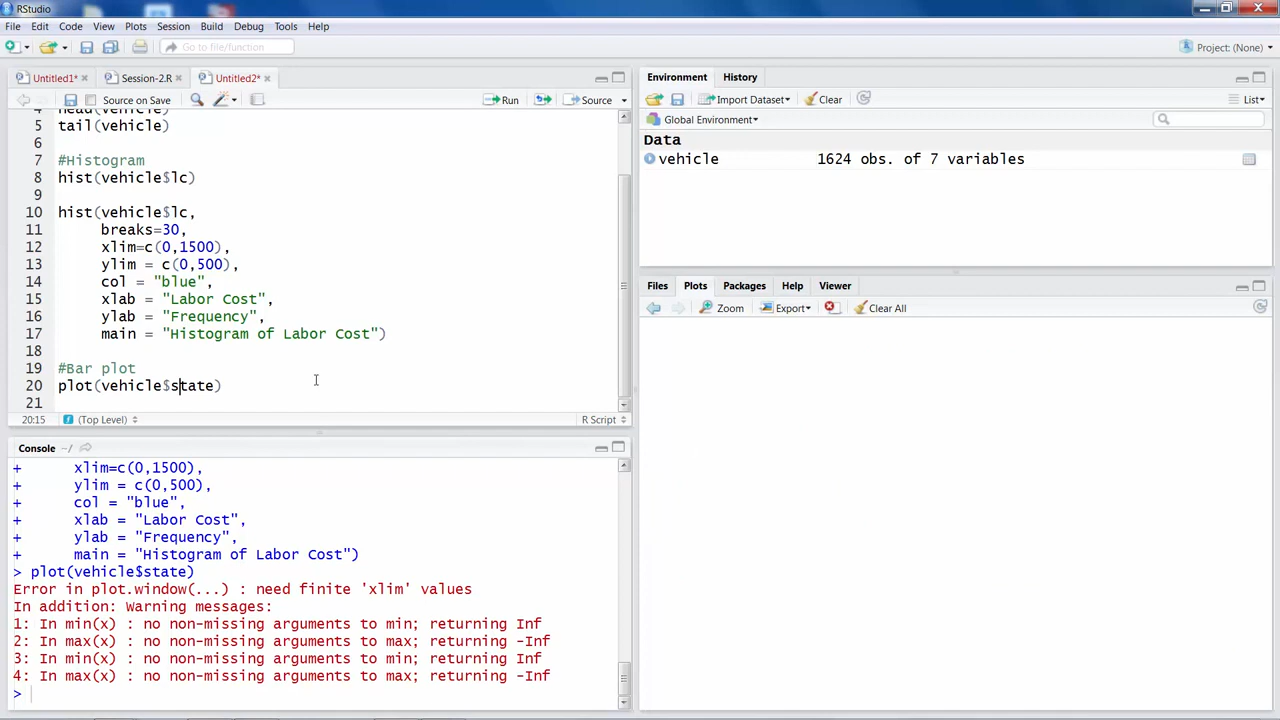 RStudio
File Edit Code View Plots Session Build Debug Tools Help
Go to file/function
Project: (None)
Untitled1* Session-2.R Untitled2*
Source on Save Run Source
head(vehicle)
5 tail(vehicle)
6
7 #Histogram
8 hist(vehicle$lc)
9
10 hist(vehicle$lc,
11 breaks=30,
12 xlim=c(0,1500),
13 ylim = c(0,500),
14 col = "blue",
15 xlab = "Labor Cost",
16 ylab = "Frequency",
17 main = "Histogram of Labor Cost")
18
19 #Bar plot
20 plot(vehicle$state)
21
20:15 (Top Level) R Script
Console ~/
+ xlim=c(0,1500),
+ ylim = c(0,500),
+ col = "blue",
+ xlab = "Labor Cost",
+ ylab = "Frequency",
+ main = "Histogram of Labor Cost")
> plot(vehicle$state)
Error in plot.window(...) : need finite 'xlim' values
In addition: Warning messages:
1: In min(x) : no non-missing arguments to min; returning Inf
2: In max(x) : no non-missing arguments to max; returning -Inf
3: In min(x) : no non-missing arguments to min; returning Inf
4: In max(x) : no non-missing arguments to max; returning -Inf
>
Environment History
Import Dataset Clear List
Global Environment
Data
vehicle 1624 obs. of 7 variables
Files Plots Packages Help Viewer
Zoom Export Clear All